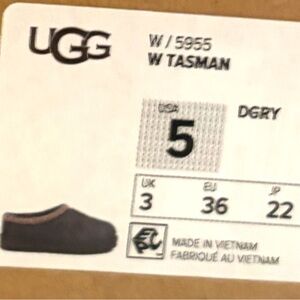 UGG
W / 5955
W TASMAN
USA
5
DGRY
UK EU JP
3 36 22
MADE IN VIETNAM
FABRIQUÉ AU VIETNAM